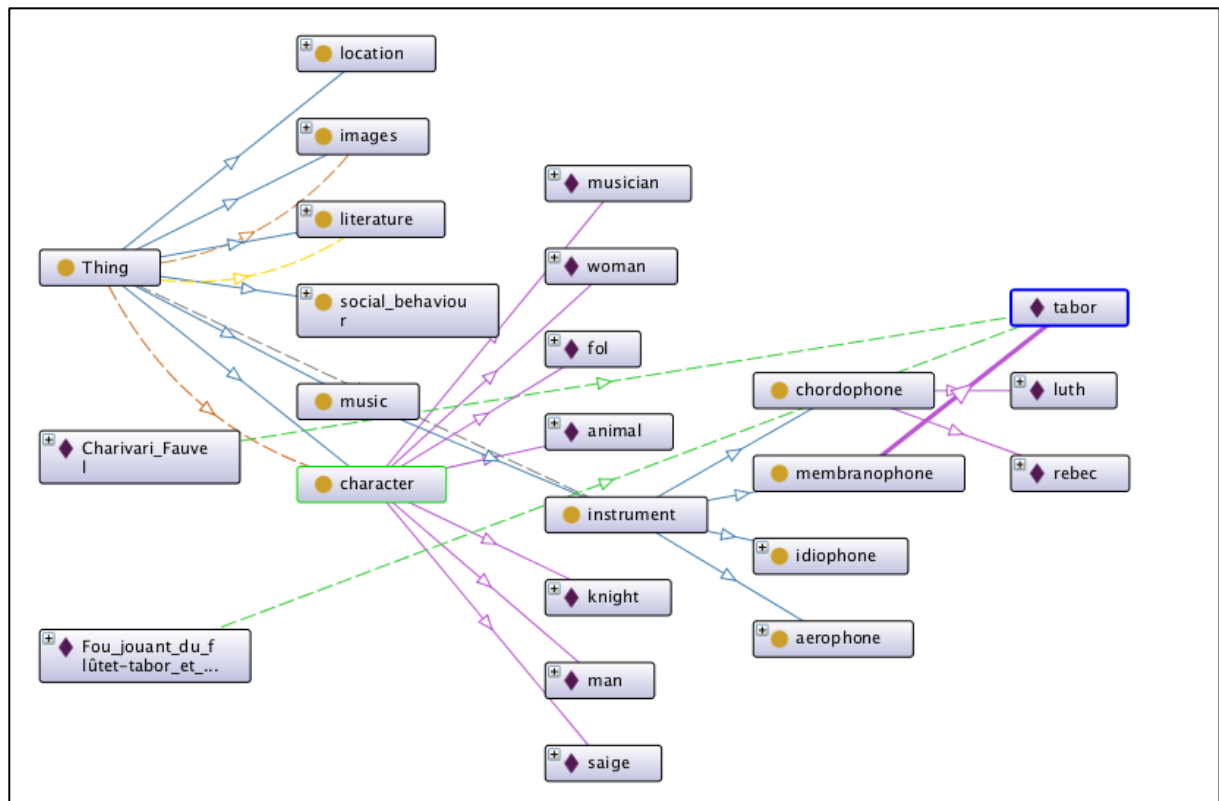 location
images
literature
Thing
social_behaviou
r
music
Charivari_Fauve
l
character
Fou_jouant_du_f
lûtet-tabor_et_...
musician
woman
fol
animal
instrument
knight
man
saige
chordophone
membranophone
idiophone
aerophone
tabor
luth
rebec